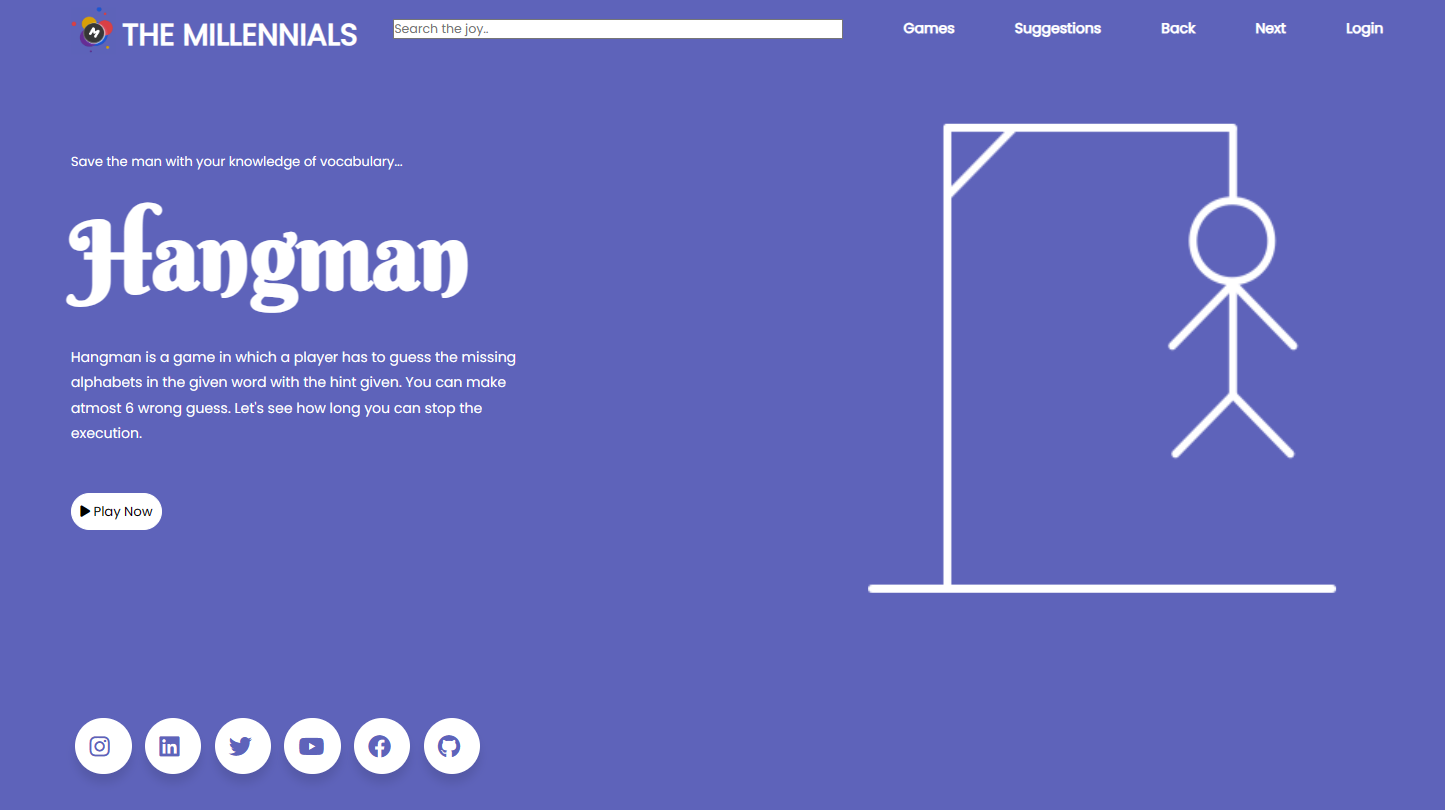 THE MILLENNIALS
Search the joy..
Games
Suggestions
Back
Next
Login
Save the man with your knowledge of vocabulary...
Hangman
Hangman is a game in which a player has to guess the missing
alphabets in the given word with the hint given. You can make
atmost 6 wrong guess. Let's see how long you can stop the
execution.
Play Now